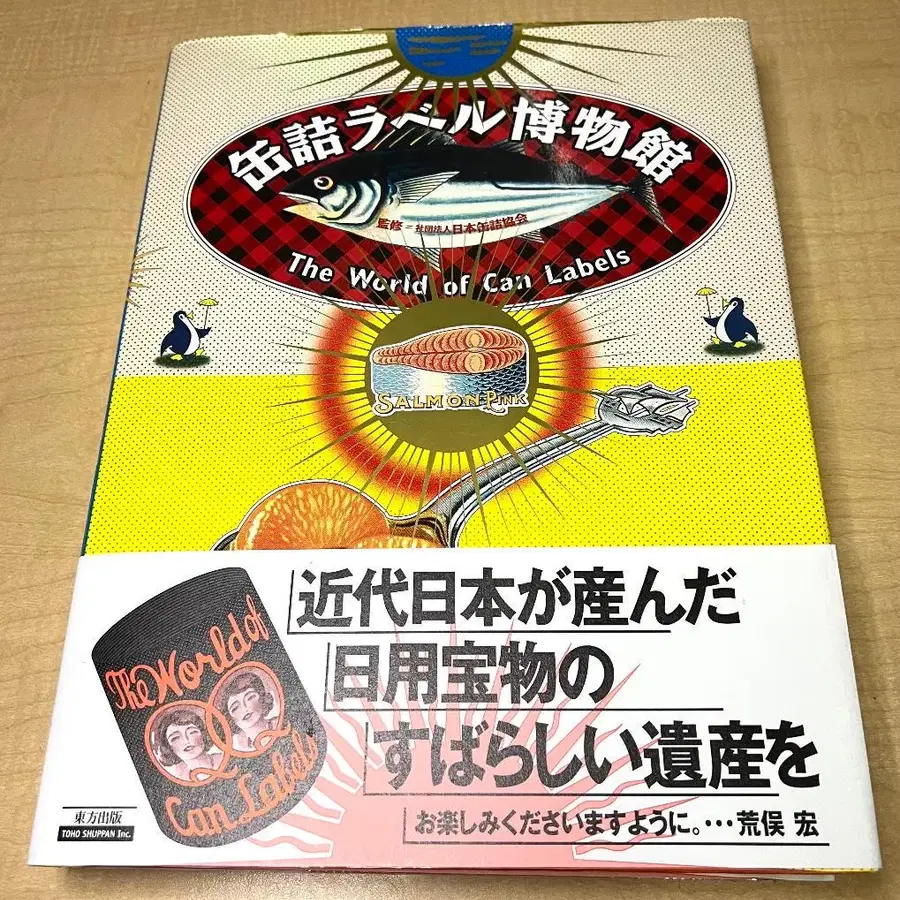 缶詰ラベル博物館
監修＝社団法人日本缶詰協会
The World of Can Labels
SALMON PINK
近代日本が産んだ
日用宝物の
すばらしい遺産を
お楽しみくださいますように。…荒俣 宏
The World of
Can Labels
東方出版
TOHO SHUPPAN Inc.